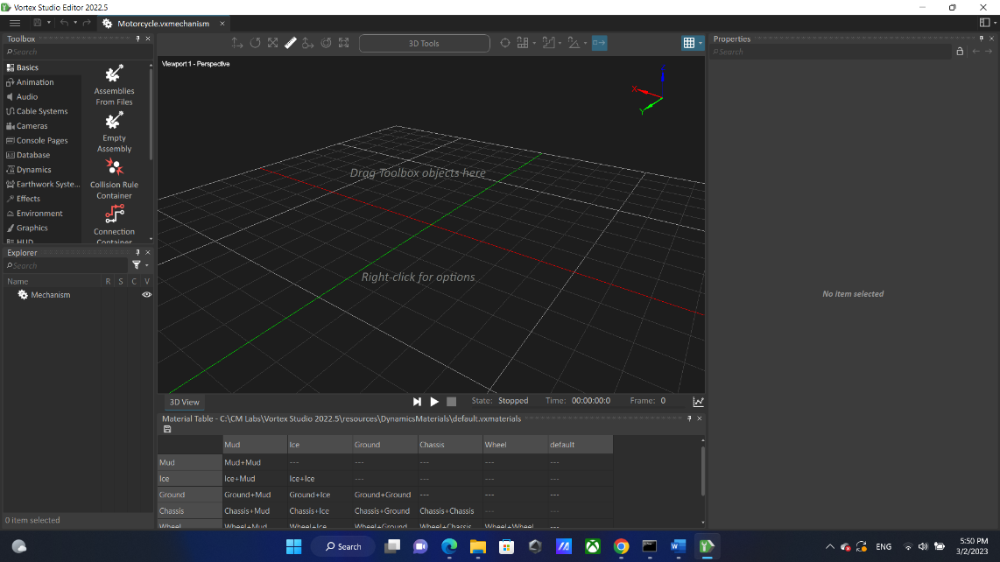 Vortex Studio Editor 2022.5
Motorcycle.vxmechanism
Toolbox
Search
Basics
Animation
Audio
Cable Systems
Cameras
Console Pages
Database
Dynamics
Earthwork Syste...
Effects
Environment
Graphics
HUD
Assemblies
From Files
Empty
Assembly
Collision Rule
Container
Connection
Container
Explorer
Search
Name R S C V
Mechanism
0 item selected
3D Tools
Viewport 1 - Perspective
X
Y
Drag Toolbox objects here
Right-click for options
3D View
State: Stopped Time: 00:00:00:0 Frame: 0
Material Table - C:\CM Labs\Vortex Studio 2022.5\resources\DynamicsMaterials\default.vxmaterials
Mud Ice Ground Chassis Wheel default
Mud Mud+Mud --- --- --- --- ---
Ice Ice+Mud Ice+Ice --- --- --- ---
Ground Ground+Mud Ground+Ice Ground+Ground --- --- ---
Chassis Chassis+Mud Chassis+Ice Chassis+Ground Chassis+Chassis --- ---
Wheel Wheel+Mud Wheel+Ice Wheel+Ground Wheel+Chassis Wheel+Wheel ---
Properties
Search
No item selected
Search
ENG
5:50 PM
3/2/2023